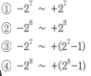 ① -2⁷ ~ +2⁷
② -2⁸ ~ +2⁸
③ -2⁷ ~ +(2⁷-1)
④ -2⁸ ~ +(2⁸-1)